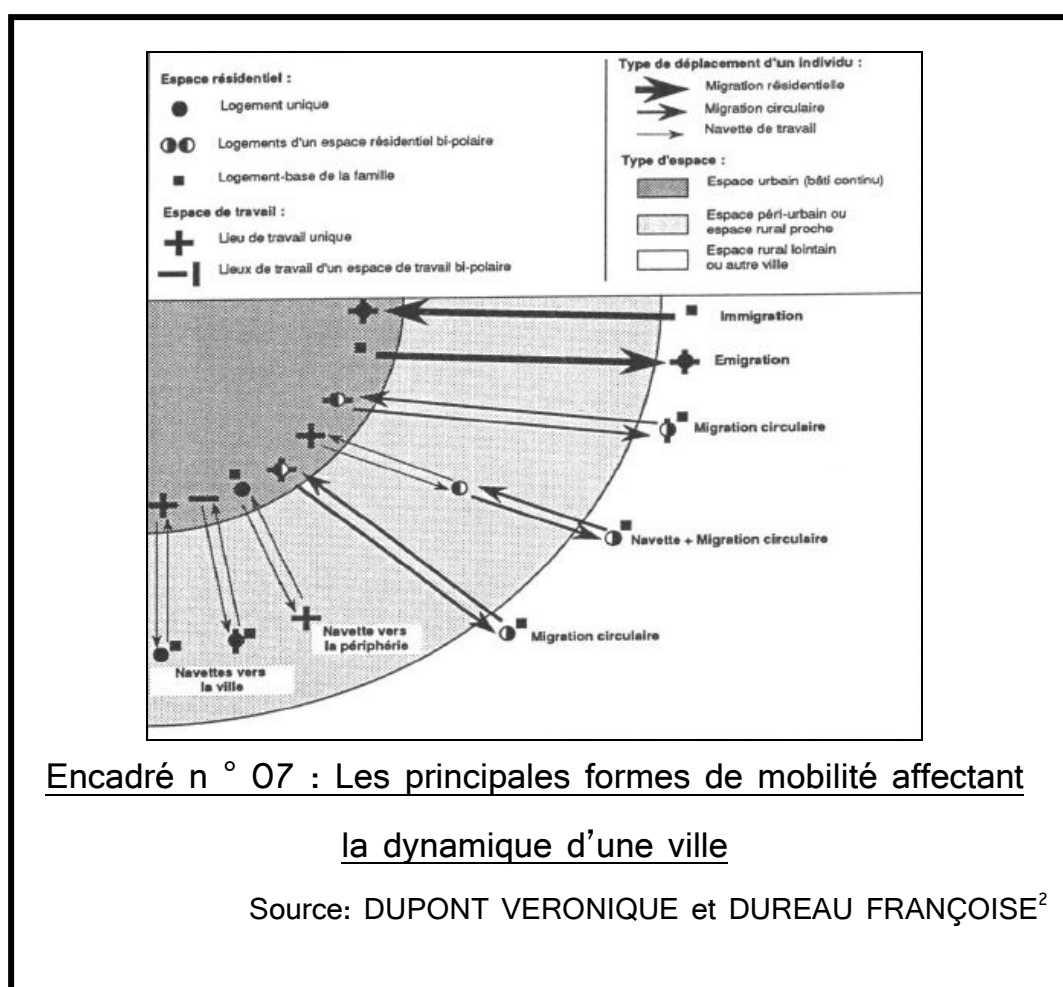 Espace résidentiel :
Logement unique
Logements d'un espace résidentiel bi-polaire
Logement-base de la famille
Espace de travail :
Lieu de travail unique
Lieux de travail d'un espace de travail bi-polaire
Type de déplacement d'un individu :
Migration résidentielle
Migration circulaire
Navette de travail
Type d'espace :
Espace urbain (bâti continu)
Espace péri-urbain ou
espace rural proche
Espace rural lointain
ou autre ville
Immigration
Emigration
Migration circulaire
Navette + Migration circulaire
Migration circulaire
Navette vers
la périphérie
Navettes vers
la ville
Encadré n ° 07 : Les principales formes de mobilité affectant
la dynamique d'une ville
Source: DUPONT VERONIQUE et DUREAU FRANÇOISE²